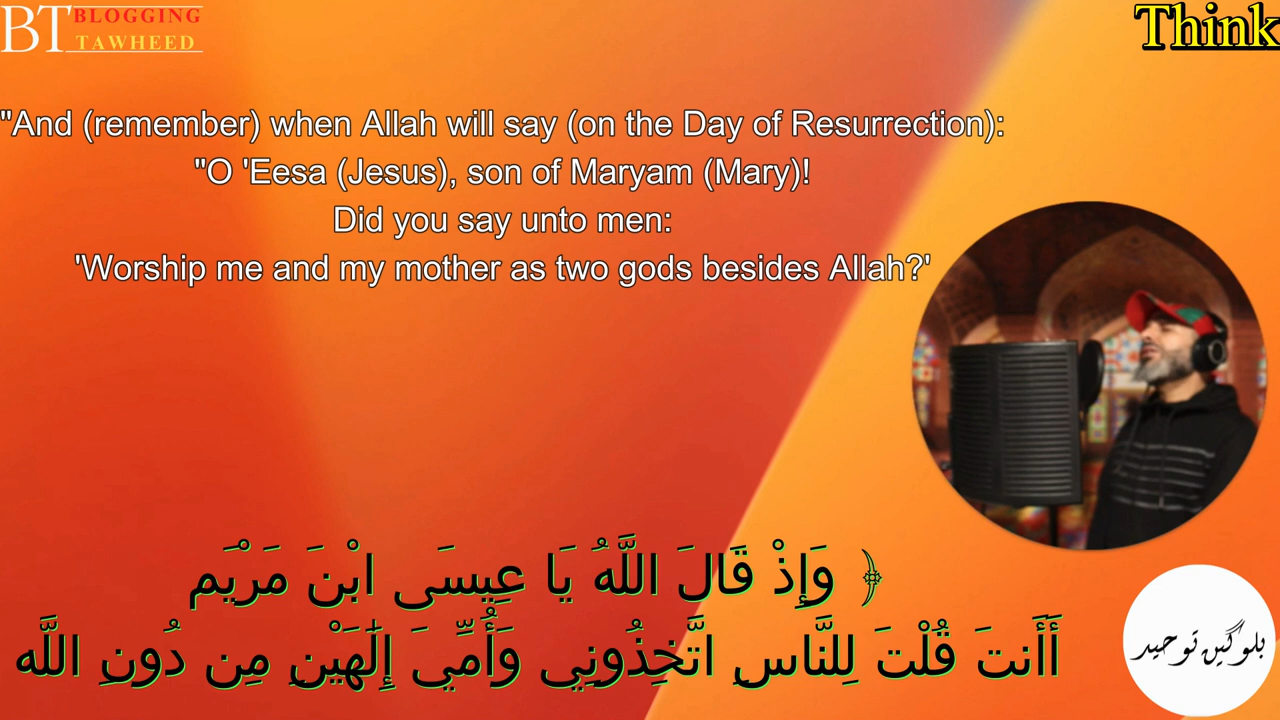 BT BLOGGING
TAWHEED
Think
"And (remember) when Allah will say (on the Day of Resurrection):
"O 'Eesa (Jesus), son of Maryam (Mary)!
Did you say unto men:
'Worship me and my mother as two gods besides Allah?'
﴿ وَإِذْ قَالَ اللَّهُ يَا عِيسَى ابْنَ مَرْيَم
أَأَنتَ قُلْتَ لِلنَّاسِ اتَّخِذُونِي وَأُمِّيَ إِلَٰهَيْنِ مِن دُونِ اللَّه
بلوگین توحید